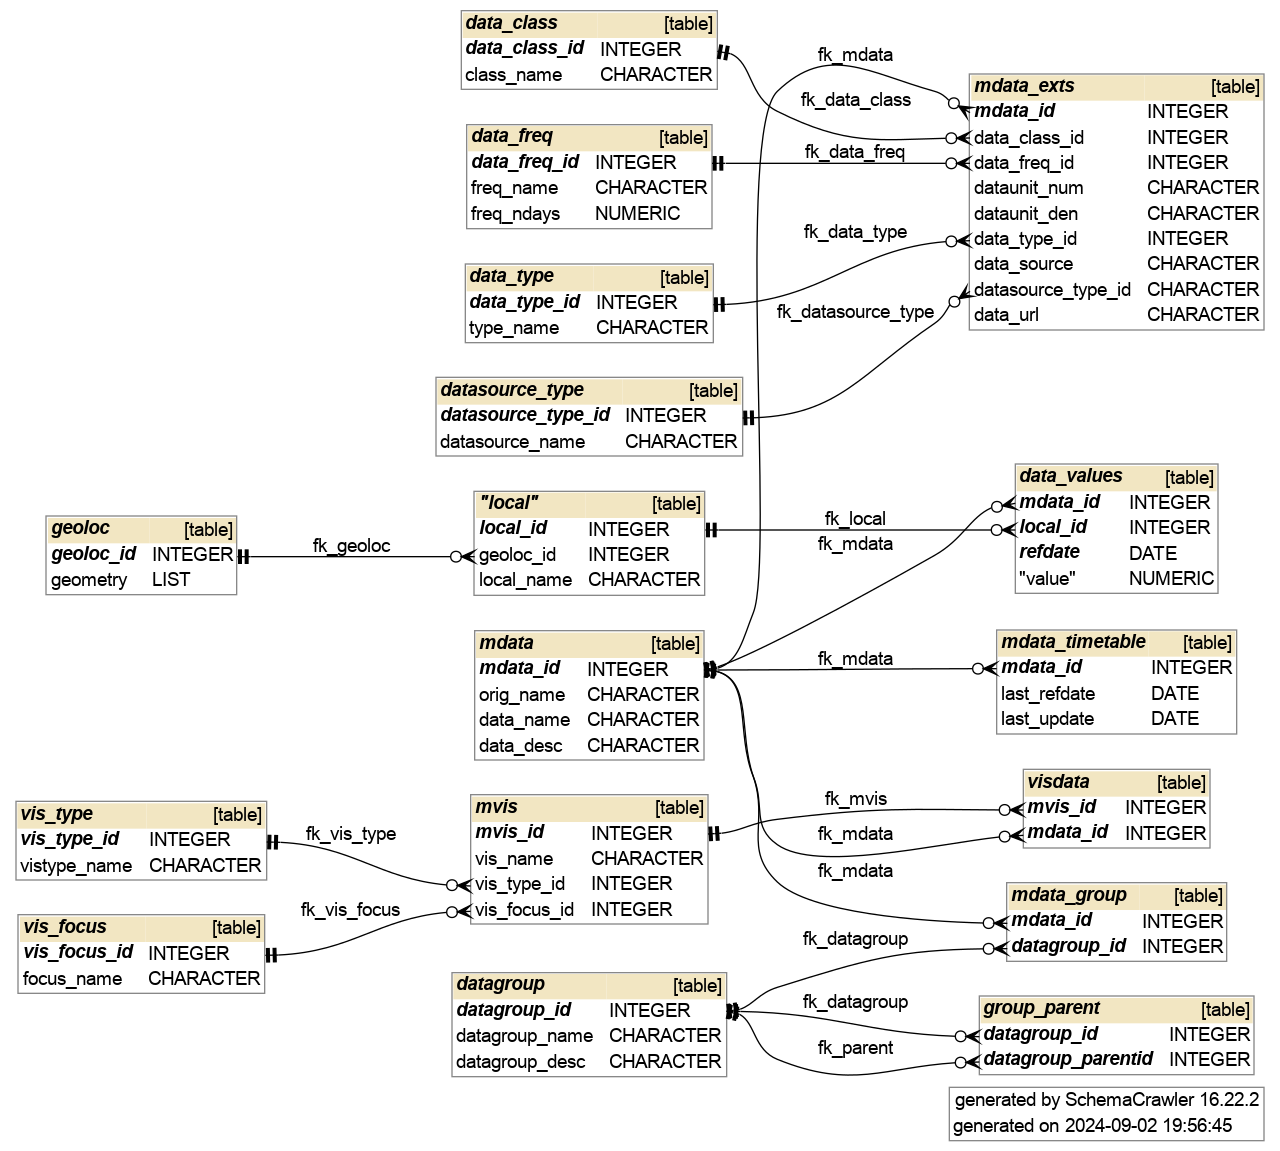 data_class [table]
data_class_id INTEGER
class_name CHARACTER
data_freq [table]
data_freq_id INTEGER
freq_name CHARACTER
freq_ndays NUMERIC
data_type [table]
data_type_id INTEGER
type_name CHARACTER
datasource_type [table]
datasource_type_id INTEGER
datasource_name CHARACTER
geoloc [table]
geoloc_id INTEGER
geometry LIST
fk_geoloc
"local" [table]
local_id INTEGER
geoloc_id INTEGER
local_name CHARACTER
mdata [table]
mdata_id INTEGER
orig_name CHARACTER
data_name CHARACTER
data_desc CHARACTER
vis_type [table]
vis_type_id INTEGER
vistype_name CHARACTER
vis_focus [table]
vis_focus_id INTEGER
focus_name CHARACTER
fk_vis_type
fk_vis_focus
mvis [table]
mvis_id INTEGER
vis_name CHARACTER
vis_type_id INTEGER
vis_focus_id INTEGER
datagroup [table]
datagroup_id INTEGER
datagroup_name CHARACTER
datagroup_desc CHARACTER
fk_mdata
fk_data_class
fk_data_freq
fk_data_type
fk_datasource_type
fk_local
fk_mdata
fk_mdata
fk_mvis
fk_mdata
fk_mdata
fk_datagroup
fk_datagroup
fk_parent
mdata_exts [table]
mdata_id INTEGER
data_class_id INTEGER
data_freq_id INTEGER
dataunit_num CHARACTER
dataunit_den CHARACTER
data_type_id INTEGER
data_source CHARACTER
datasource_type_id CHARACTER
data_url CHARACTER
data_values [table]
mdata_id INTEGER
local_id INTEGER
refdate DATE
"value" NUMERIC
mdata_timetable [table]
mdata_id INTEGER
last_refdate DATE
last_update DATE
visdata [table]
mvis_id INTEGER
mdata_id INTEGER
mdata_group [table]
mdata_id INTEGER
datagroup_id INTEGER
group_parent [table]
datagroup_id INTEGER
datagroup_parentid INTEGER
generated by SchemaCrawler 16.22.2
generated on 2024-09-02 19:56:45